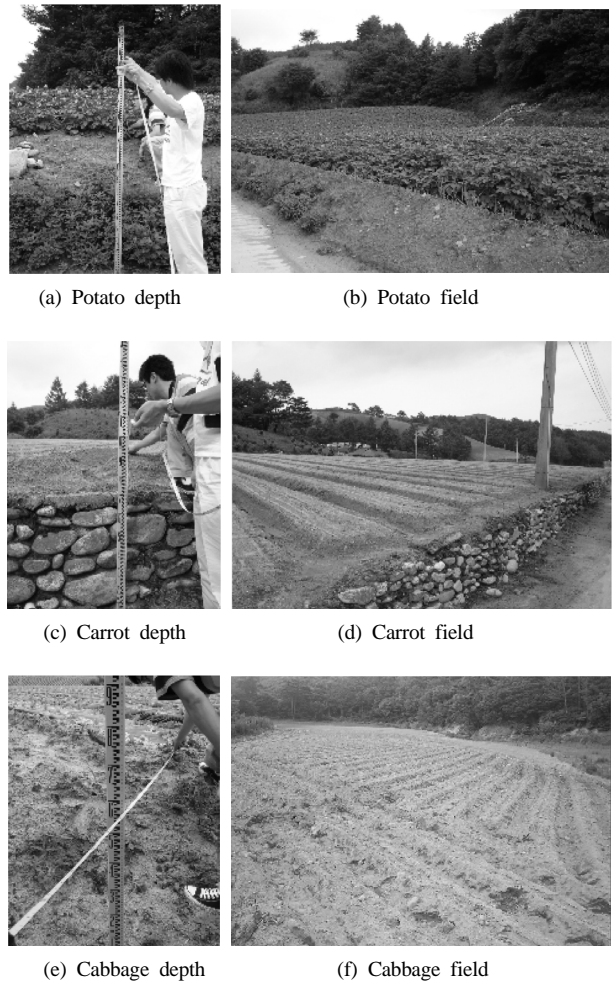 (a) Potato depth
(b) Potato field
(c) Carrot depth
(d) Carrot field
(e) Cabbage depth
(f) Cabbage field